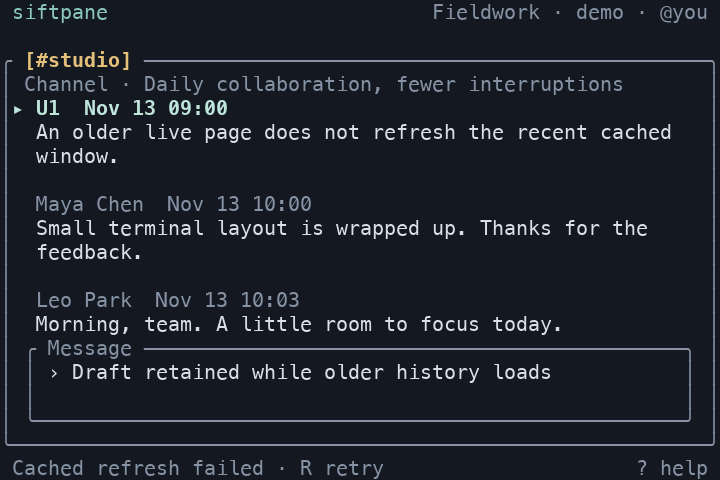 siftpane Fieldwork · demo · @you
[#studio]
Channel · Daily collaboration, fewer interruptions
▸ U1 Nov 13 09:00
An older live page does not refresh the recent cached
window.
Maya Chen Nov 13 10:00
Small terminal layout is wrapped up. Thanks for the
feedback.
Leo Park Nov 13 10:03
Morning, team. A little room to focus today.
Message
› Draft retained while older history loads
Cached refresh failed · R retry ? help